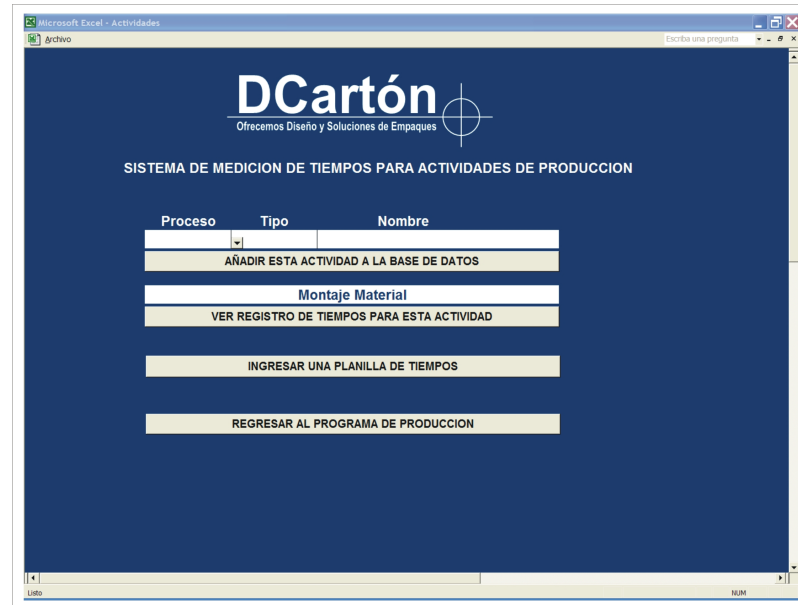 Microsoft Excel - Actividades
Archivo
Escriba una pregunta
DCartón
Ofrecemos Diseño y Soluciones de Empaques
SISTEMA DE MEDICION DE TIEMPOS PARA ACTIVIDADES DE PRODUCCION
Proceso Tipo Nombre
AÑADIR ESTA ACTIVIDAD A LA BASE DE DATOS
Montaje Material
VER REGISTRO DE TIEMPOS PARA ESTA ACTIVIDAD
INGRESAR UNA PLANILLA DE TIEMPOS
REGRESAR AL PROGRAMA DE PRODUCCION
Listo NUM